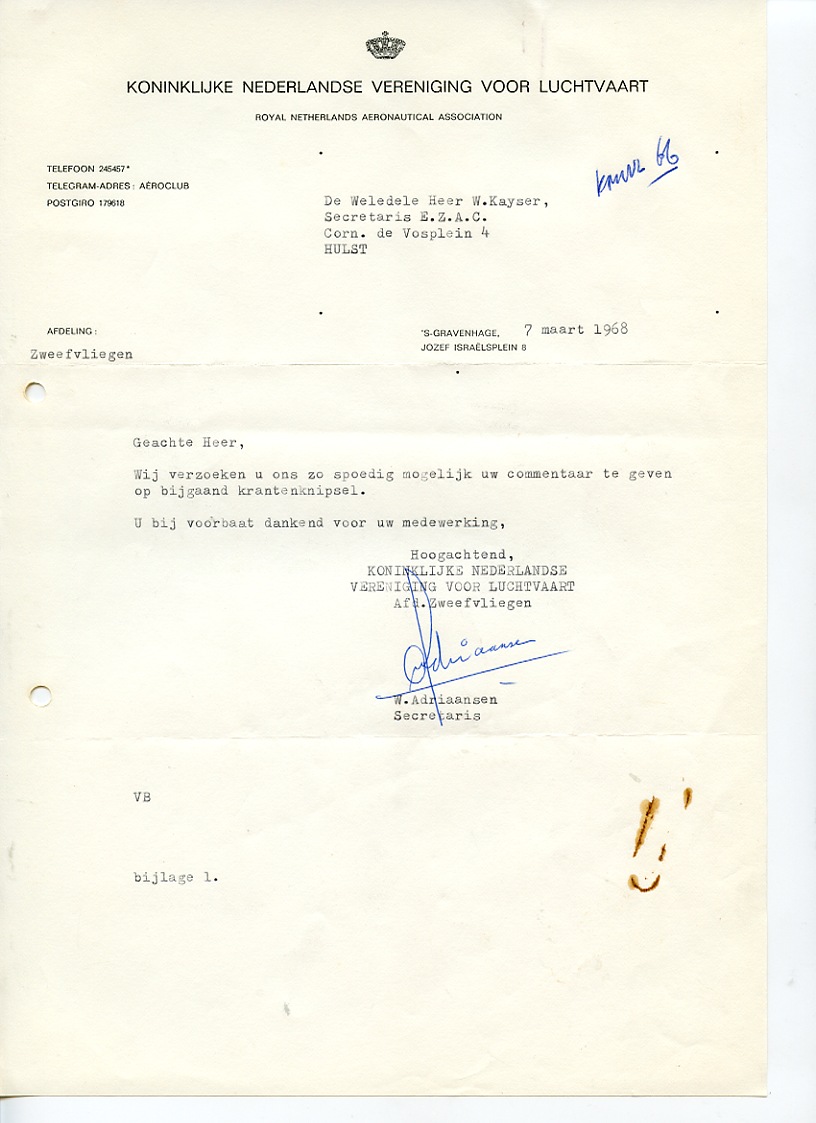 KONINKLIJKE NEDERLANDSE VERENIGING VOOR LUCHTVAART
ROYAL NETHERLANDS AERONAUTICAL ASSOCIATION
TELEFOON 245457*
TELEGRAM-ADRES: AËROCLUB
POSTGIRO 179618
66
De Weledele Heer W.Kayser,
Secretaris E.Z.A.C.
Corn. de Vosplein 4
HULST
AFDELING:
Zweefvliegen
'S-GRAVENHAGE, 7 maart 1968
JOZEF ISRAËLSPLEIN 8
Geachte Heer,
Wij verzoeken u ons zo spoedig mogelijk uw commentaar te geven
op bijgaand krantenknipsel.
U bij voorbaat dankend voor uw medewerking,
Hoogachtend,
KONINKLIJKE NEDERLANDSE
VERENIGING VOOR LUCHTVAART
Afd.Zweefvliegen
Adriaansen
W.Adriaansen
Secretaris
VB
bijlage 1.